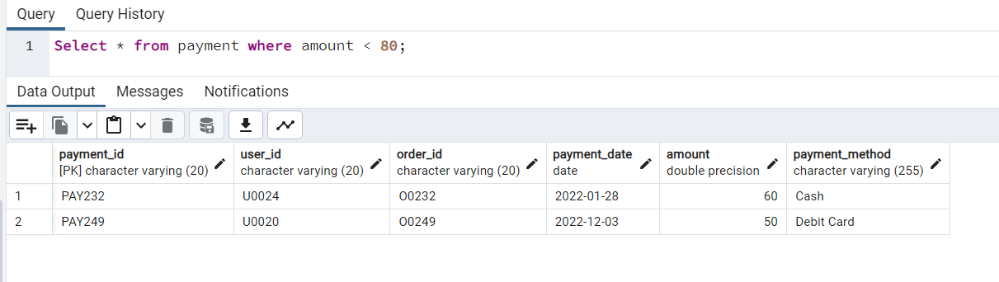 Query Query History
1 Select * from payment where amount < 80;
Data Output Messages Notifications
payment_id user_id order_id payment_date amount payment_method
[PK] character varying (20) character varying (20) character varying (20) date double precision character varying (255)
1 PAY232 U0024 O0232 2022-01-28 60 Cash
2 PAY249 U0020 O0249 2022-12-03 50 Debit Card